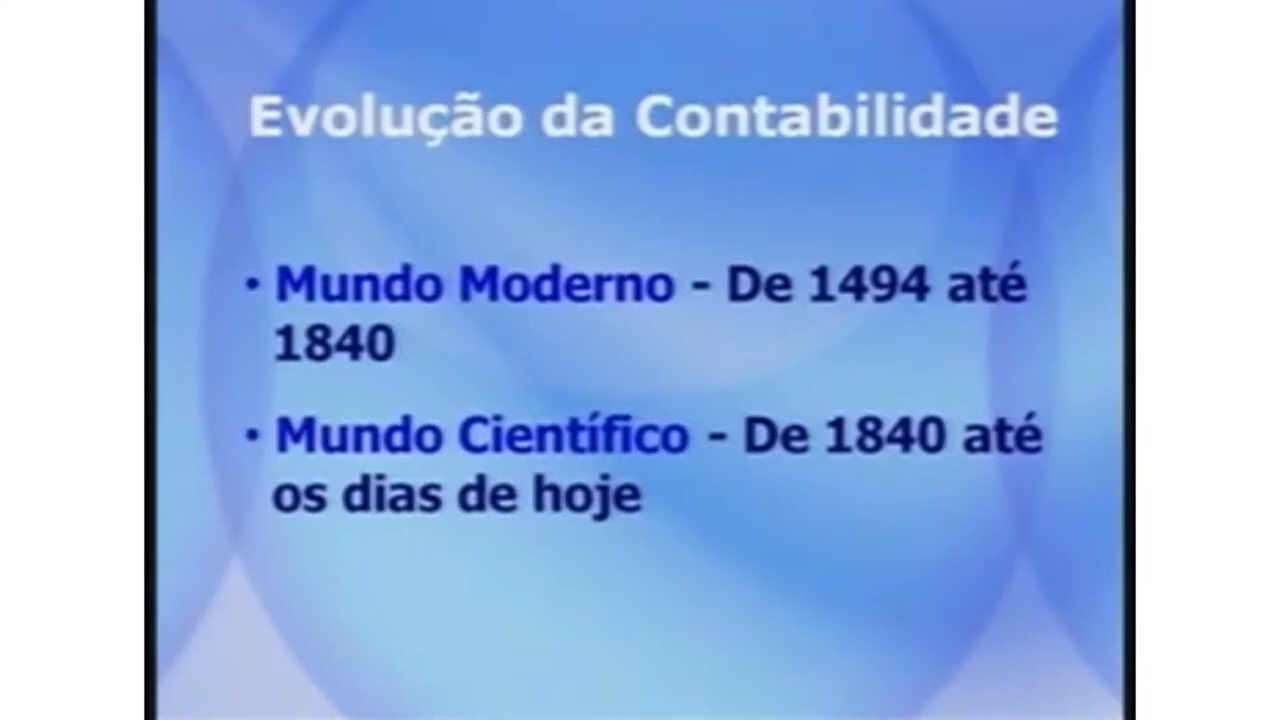 Evolução da Contabilidade
• Mundo Moderno - De 1494 até
1840
• Mundo Científico - De 1840 até
os dias de hoje